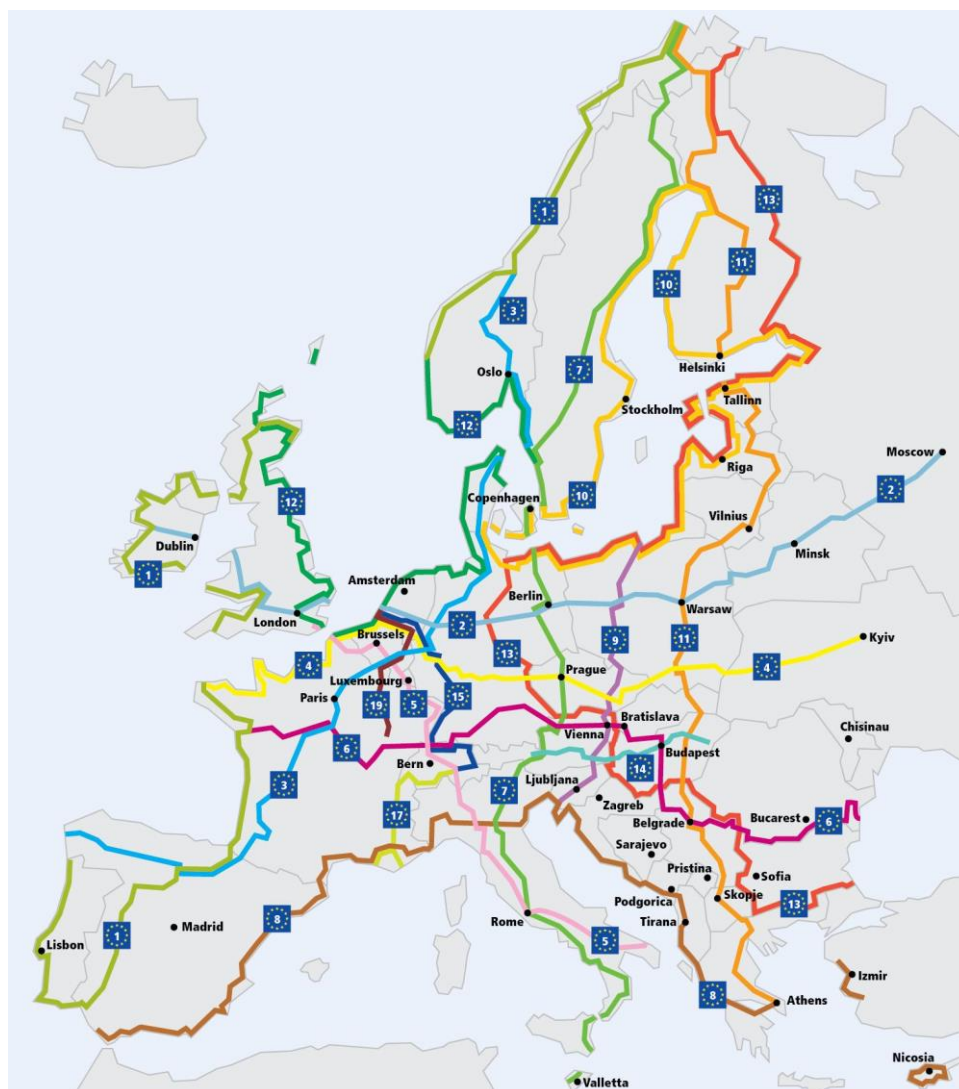 1
13
11
10
3
Oslo
7
Helsinki
Tallinn
Stockholm
12
Riga
Moscow
2
10
Copenhagen
12
Vilnius
Dublin
Minsk
1
Amsterdam
Berlin
Warsaw
London
2
Brussels
9
11
Kyiv
4
13
4
Prague
Luxembourg
Paris
19
5
15
Bratislava
Vienna
Chisinau
6
Budapest
Bern
14
3
7
Ljubljana
Zagreb
17
Belgrade
Bucarest
6
Sarajevo
Pristina
Sofia
Podgorica
Skopje
13
8
Rome
Tirana
Madrid
1
Lisbon
5
Izmir
8
Athens
Nicosia
Valletta